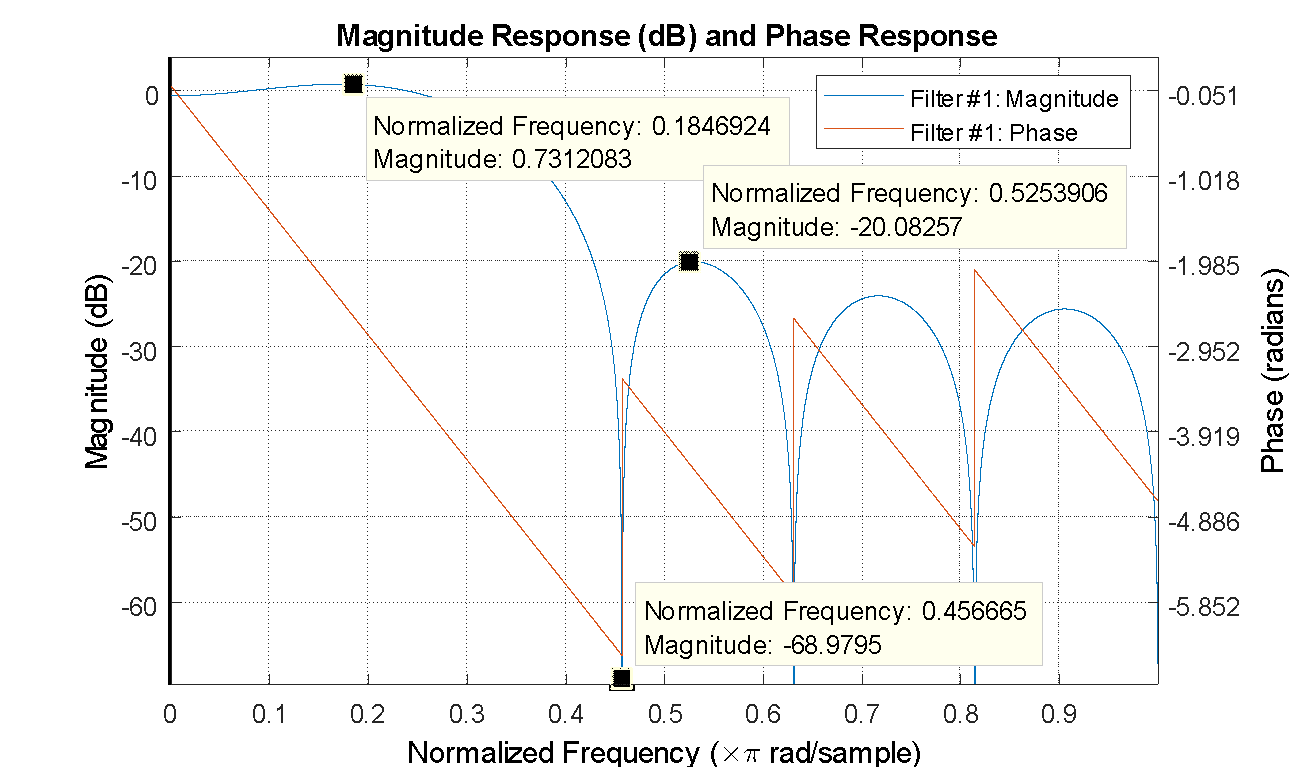 Magnitude Response (dB) and Phase Response
Filter #1: Magnitude
Filter #1: Phase
Normalized Frequency: 0.1846924
Magnitude: 0.7312083
Normalized Frequency: 0.5253906
Magnitude: -20.08257
Normalized Frequency: 0.456665
Magnitude: -68.9795
Magnitude (dB)
0
-10
-20
-30
-40
-50
-60
Phase (radians)
-0.051
-1.018
-1.985
-2.952
-3.919
-4.886
-5.852
0 0.1 0.2 0.3 0.4 0.5 0.6 0.7 0.8 0.9
Normalized Frequency (×π rad/sample)